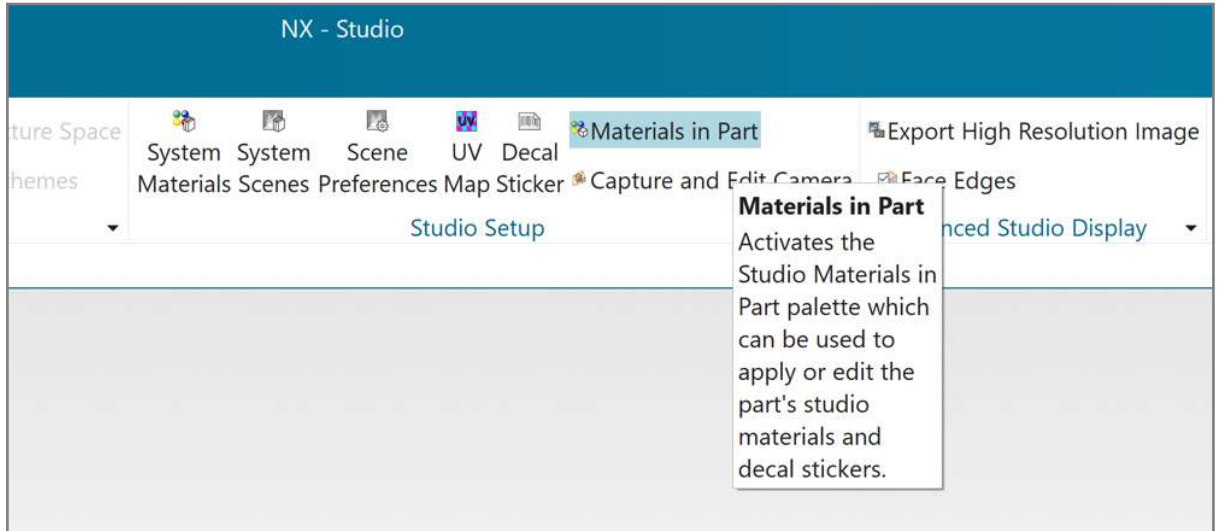 NX - Studio
ture Space
hemes
System Materials
System Scenes
Scene Preferences
UV Map
Decal Sticker
Materials in Part
Capture and Edit Camera
Studio Setup
Export High Resolution Image
Face Edges
nced Studio Display
UV
Materials in Part
Activates the
Studio Materials in
Part palette which
can be used to
apply or edit the
part's studio
materials and
decal stickers.